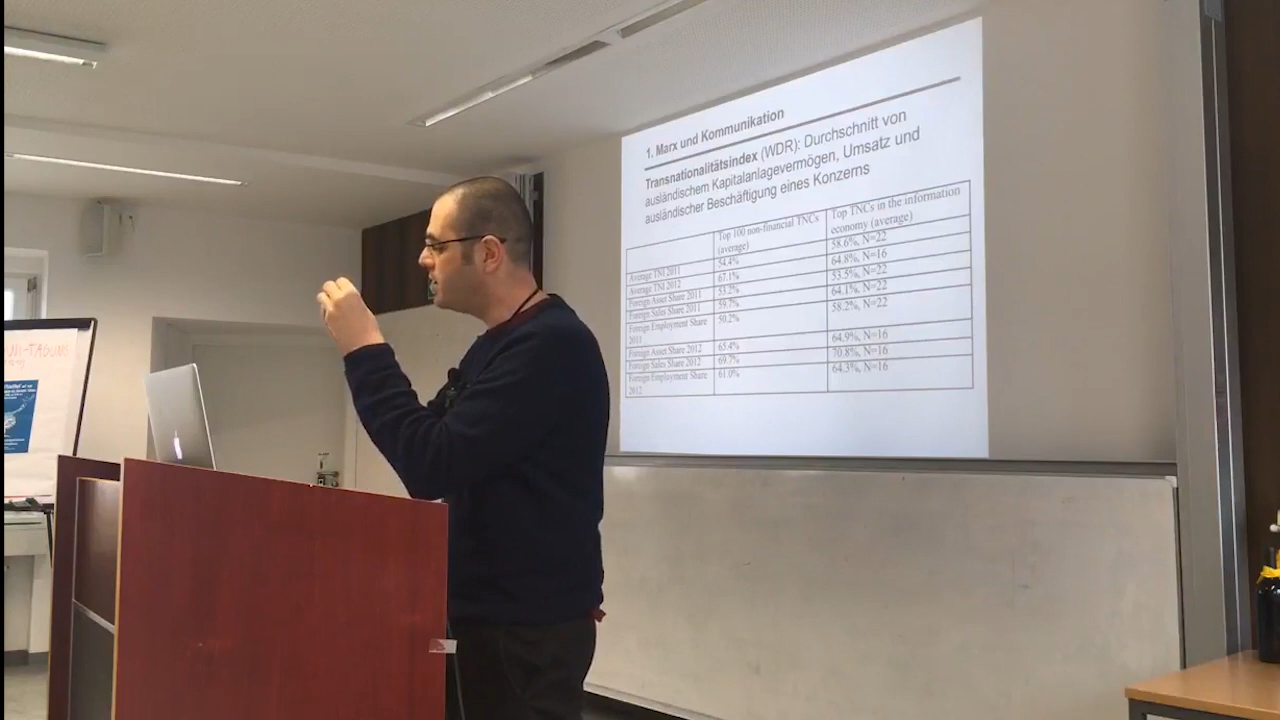 1. Marx und Kommunikation
Transnationalitätsindex (WDR): Durchschnitt von
ausländischem Kapitalanlagevermögen, Umsatz und
ausländischer Beschäftigung eines Konzerns
Top 100 non-financial TNCs (average)
Top TNCs in the information economy (average)
Average TNI 2011 54.4% 58.6%, N=22
Average TNI 2012 67.1% 64.8%, N=16
Foreign Asset Share 2011 53.2% 53.5%, N=22
Foreign Sales Share 2011 59.7% 64.1%, N=22
Foreign Employment Share 2011 50.2% 58.2%, N=22
Foreign Asset Share 2012 65.4% 64.9%, N=16
Foreign Sales Share 2012 69.7% 70.8%, N=16
Foreign Employment Share 2012 61.0% 64.3%, N=16